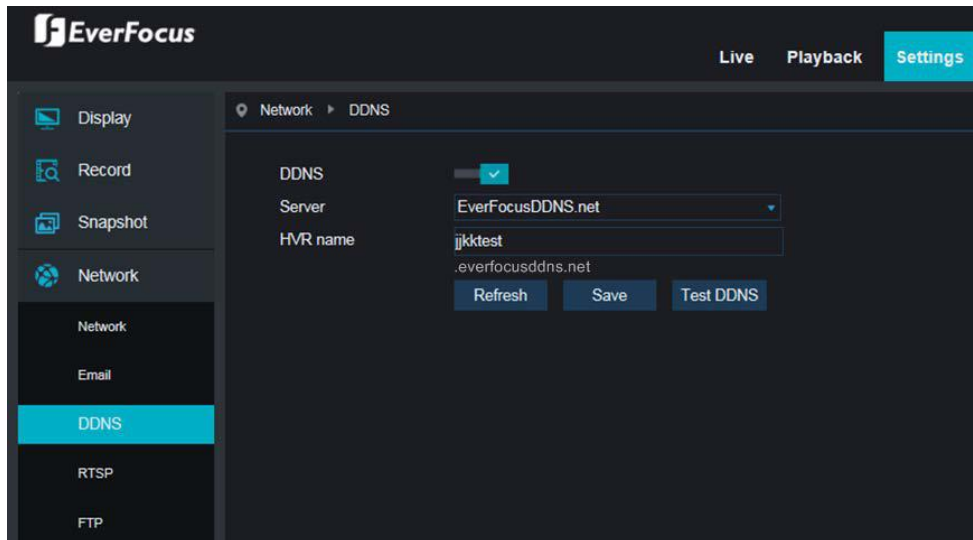 EverFocus
Live Playback Settings
Display
Record
Snapshot
Network
Network
Email
DDNS
RTSP
FTP
Network DDNS
DDNS
Server EverFocusDDNS.net
HVR name jjkktest
.everfocusddns.net
Refresh Save Test DDNS